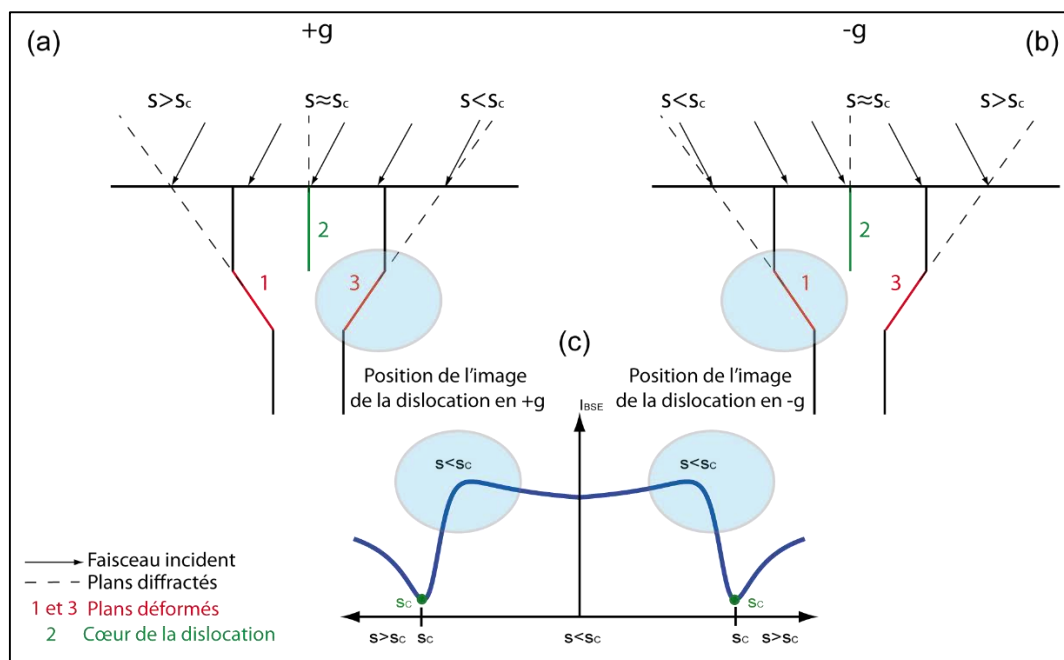 (a)
+g
-g
(b)
s>sc
s≈sc
s<sc
s<sc
s≈sc
s>sc
2
1
3
2
1
3
(c)
Position de l'image
de la dislocation en +g
Position de l'image
de la dislocation en -g
IBSE
s<sc
s<sc
Faisceau incident
Plans diffractés
1 et 3 Plans déformés
2 Cœur de la dislocation
sc
sc
s>sc
sc
s<sc
sc
s>sc